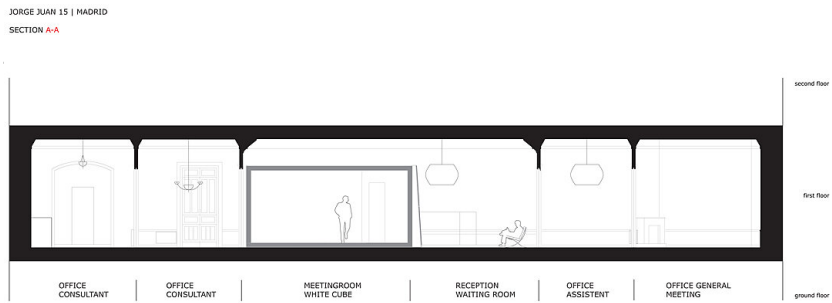 JORGE JUAN 15 | MADRID
SECTION A-A
second floor
first floor
ground floor
OFFICE
CONSULTANT
OFFICE
CONSULTANT
MEETINGROOM
WHITE CUBE
RECEPTION
WAITING ROOM
OFFICE
ASSISTENT
OFFICE GENERAL
MEETING